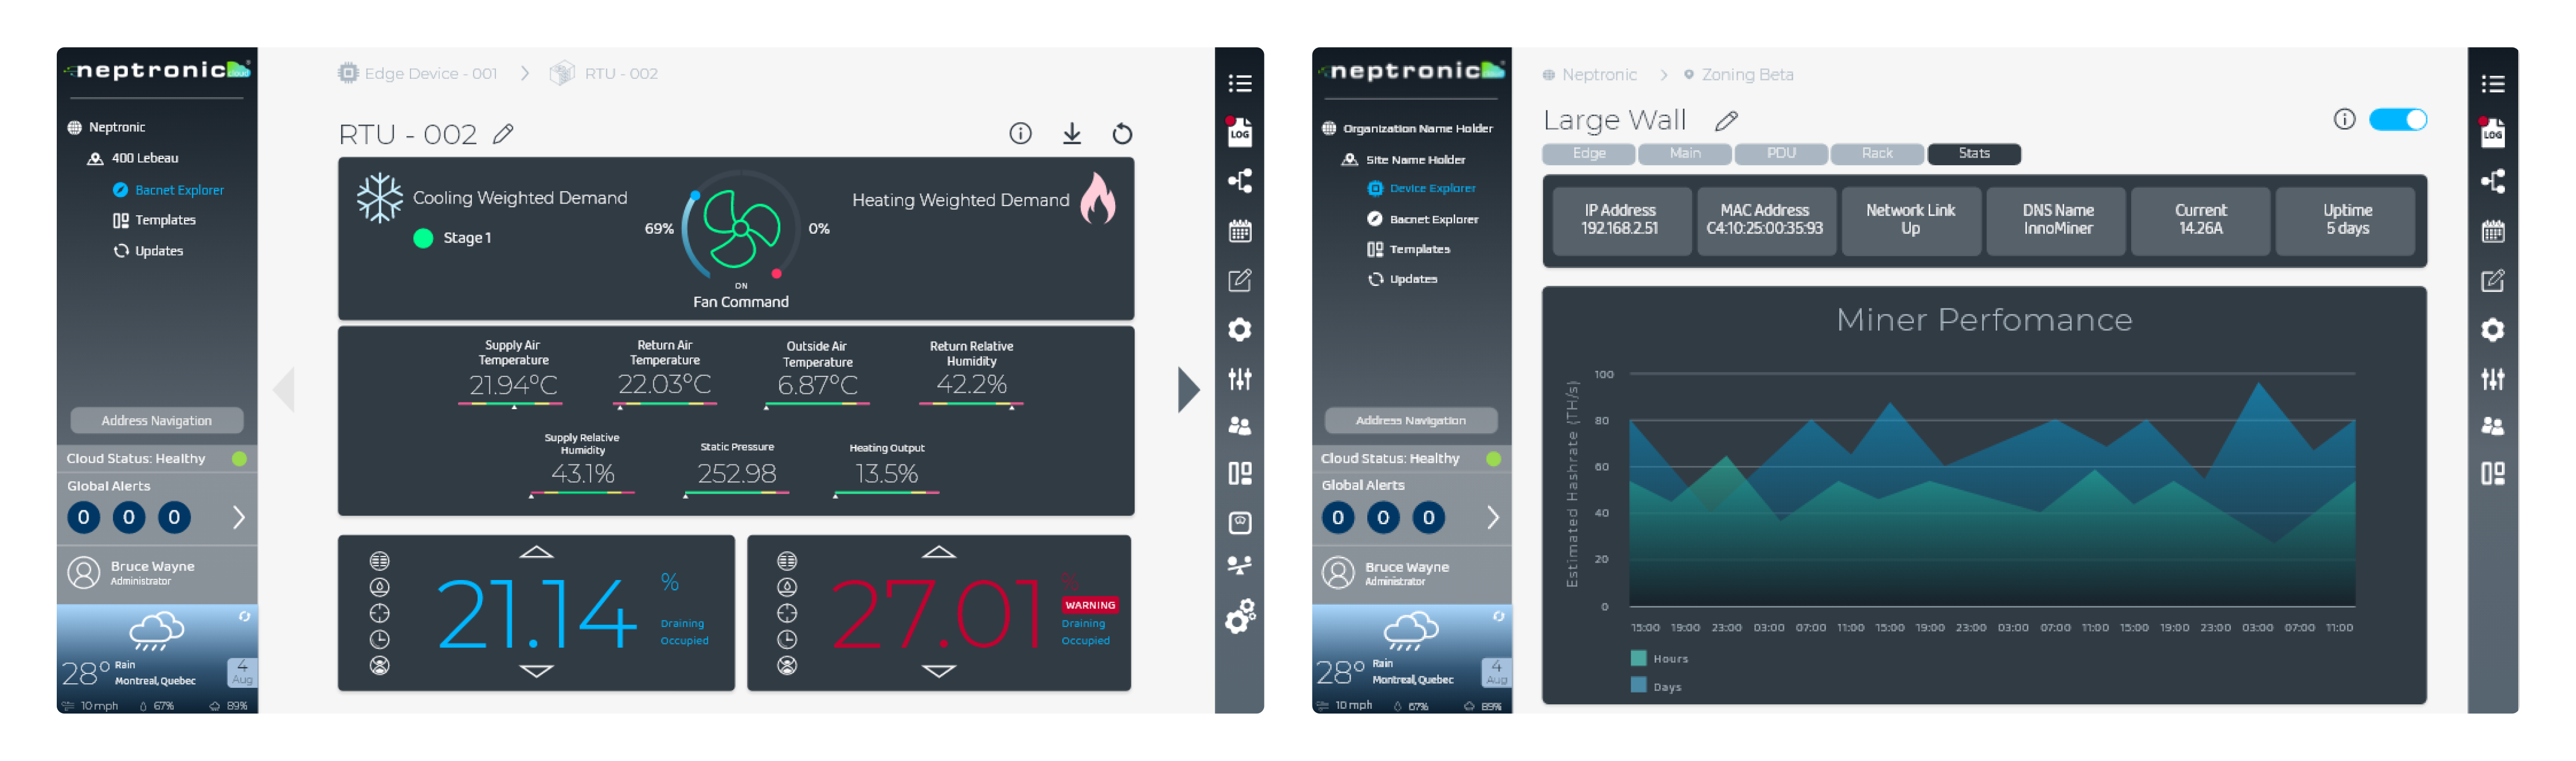 neptronic
cloud
Neptronic
400 Lebeau
Bacnet Explorer
Templates
Updates
Address Navigation
Cloud Status: Healthy
Global Alerts
0 0 0
Bruce Wayne
Administrator
28° Rain
Montreal, Quebec
4
Aug
10 mph 67% 89%
Edge Device - 001 > RTU - 002
RTU - 002
Cooling Weighted Demand
Stage 1
69%
0%
ON
Fan Command
Heating Weighted Demand
Supply Air
Temperature
21.94°C
Return Air
Temperature
22.03°C
Outside Air
Temperature
6.87°C
Return Relative
Humidity
42.2%
Supply Relative
Humidity
43.1%
Static Pressure
252.98
Heating Output
13.5%
21.14 %
Draining
Occupied
27.01 %
WARNING
Draining
Occupied
LOG
neptronic
Organization Name Holder
Site Name Holder
Device Explorer
Bacnet Explorer
Templates
Updates
Address Navigation
Cloud Status: Healthy
Global Alerts
0 0 0
Bruce Wayne
Administrator
28° Rain
Montreal, Quebec
4
Aug
10 mph 67% 89%
Neptronic > Zoning Beta
Large Wall
Edge Main PDU Rack Stats
IP Address
192.168.2.51
MAC Address
C4:10:25:00:35:93
Network Link
Up
DNS Name
InnoMiner
Current
14.26A
Uptime
5 days
Miner Perfomance
Estimated Hashrate (TH/s)
100
80
60
40
20
0
15:00 19:00 23:00 03:00 07:00 11:00 15:00 19:00 23:00 03:00 07:00 11:00 15:00 19:00 23:00 03:00 07:00 11:00
Hours
Days
LOG